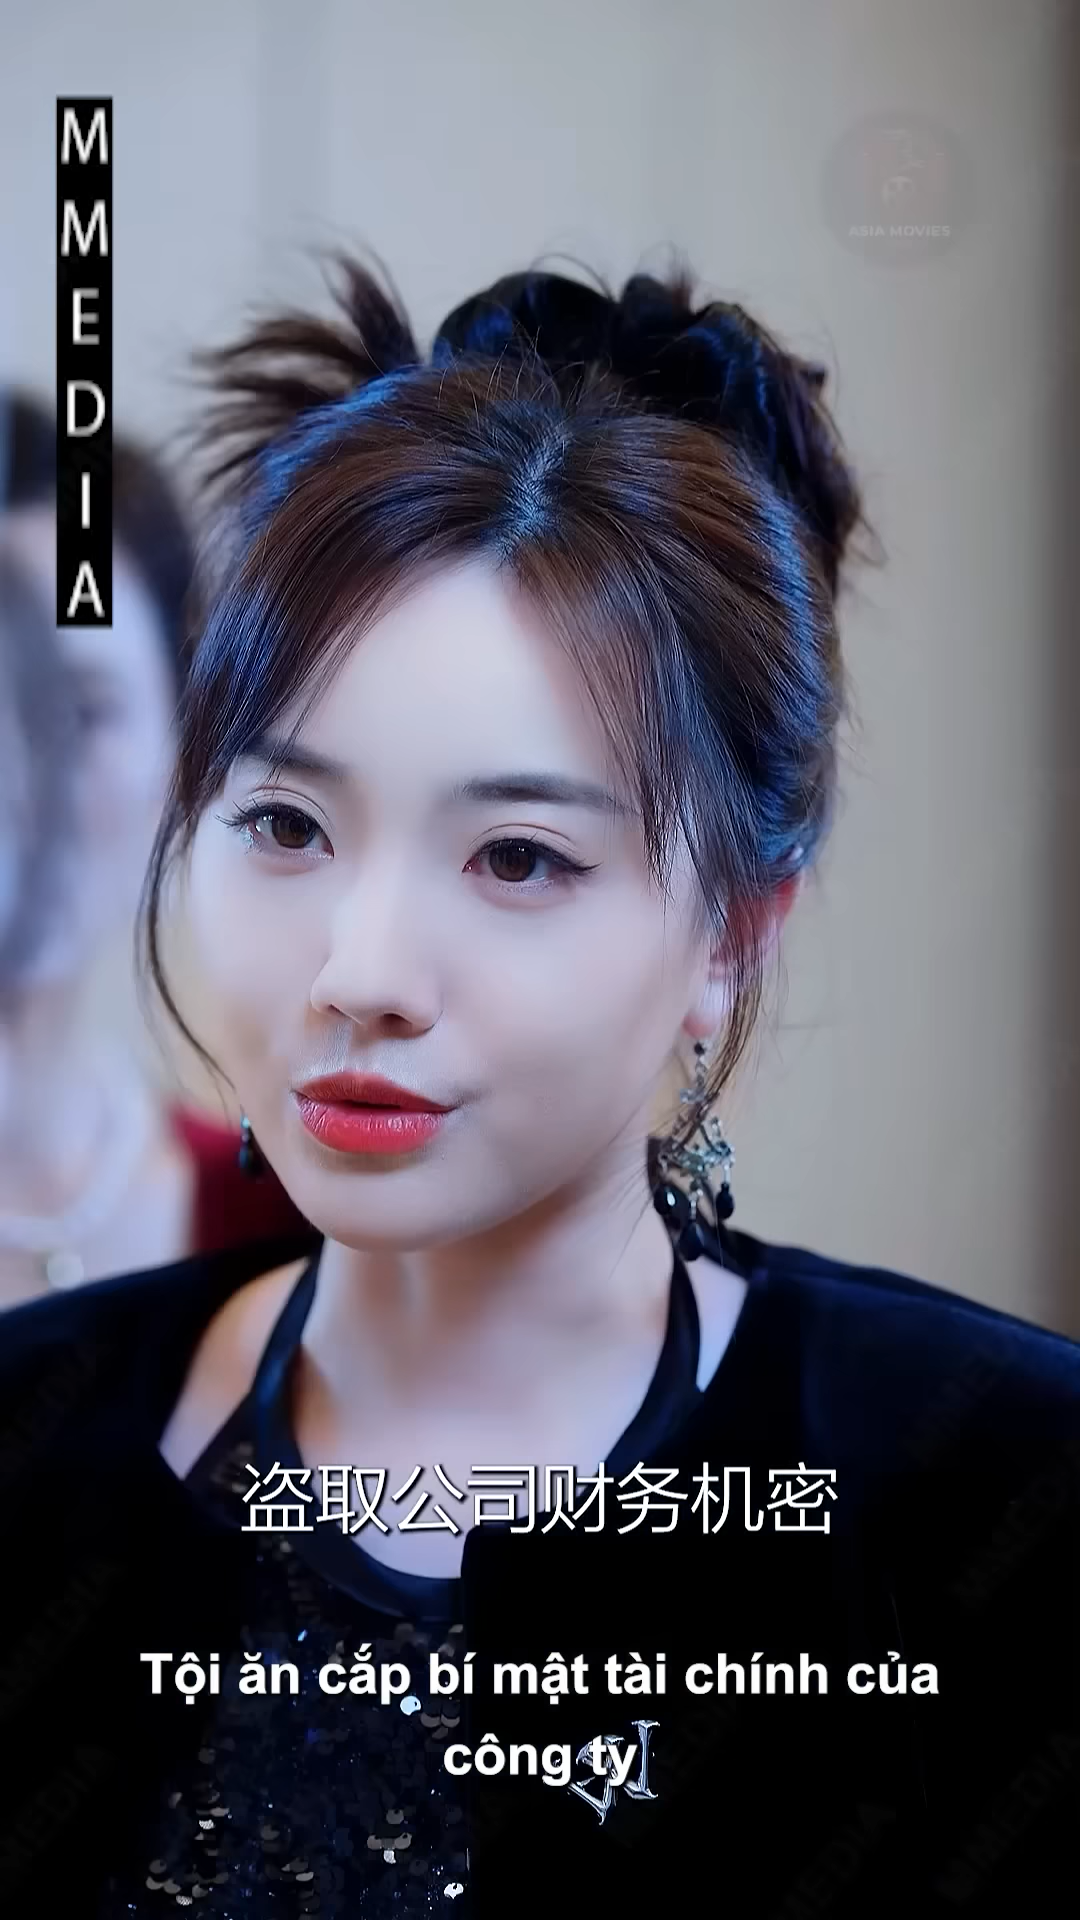 MMEDIA
ASIA MOVIES
盗取公司财务机密
Tội ăn cắp bí mật tài chính của
công ty